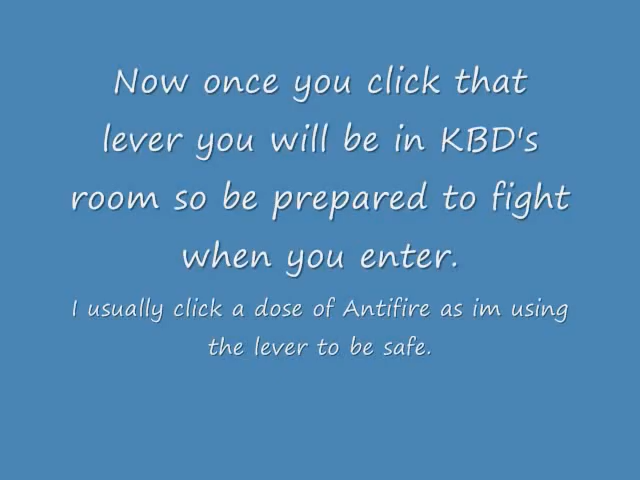 Now once you click that
lever you will be in KBD's
room so be prepared to fight
when you enter.
I usually click a dose of Antifire as im using
the lever to be safe.